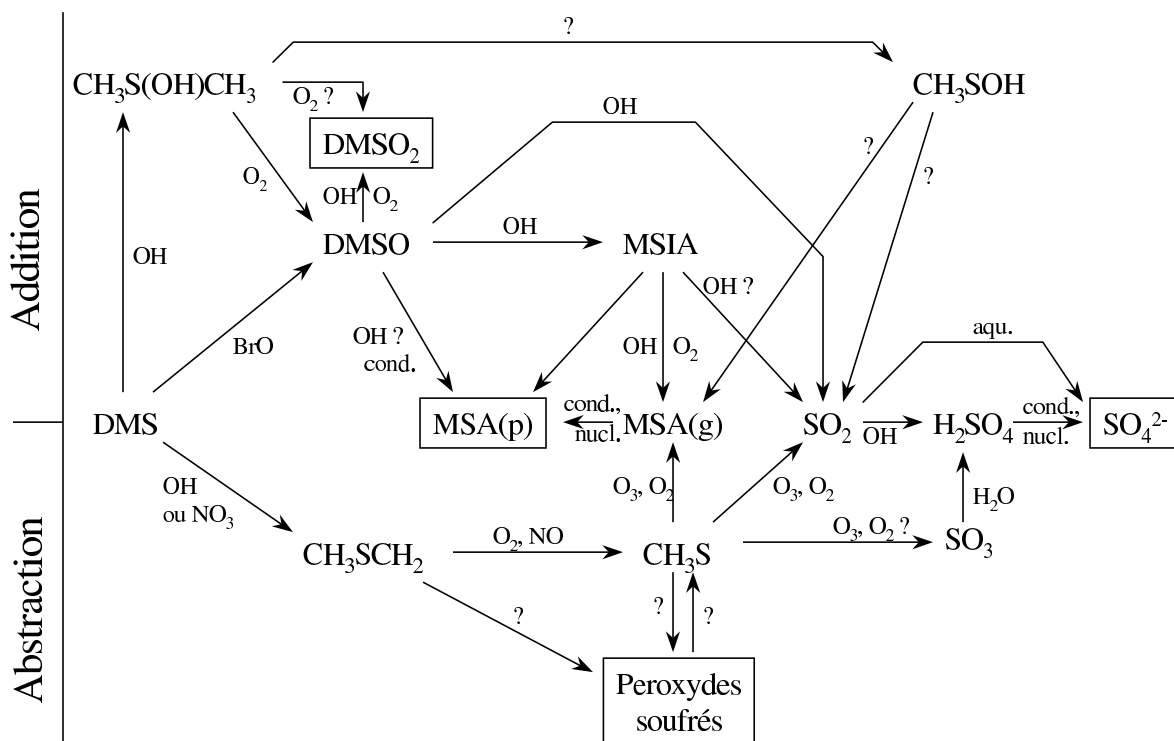 ?
CH₃S(OH)CH₃
CH₃SOH
O₂ ?
OH
?
DMSO₂
?
O₂
OH
O₂
Addition
DMSO
OH
MSIA
OH
OH ?
aqu.
BrO
OH ?
cond.
OH
O₂
DMS
MSA(p)
cond.,
nucl.
MSA(g)
SO₂
OH
H₂SO₄
cond.,
nucl.
SO₄²⁻
OH
ou NO₃
O₃, O₂
O₃, O₂
H₂O
Abstraction
CH₃SCH₂
O₂, NO
CH₃S
O₃, O₂ ?
SO₃
?
?
?
Peroxydes
soufrés